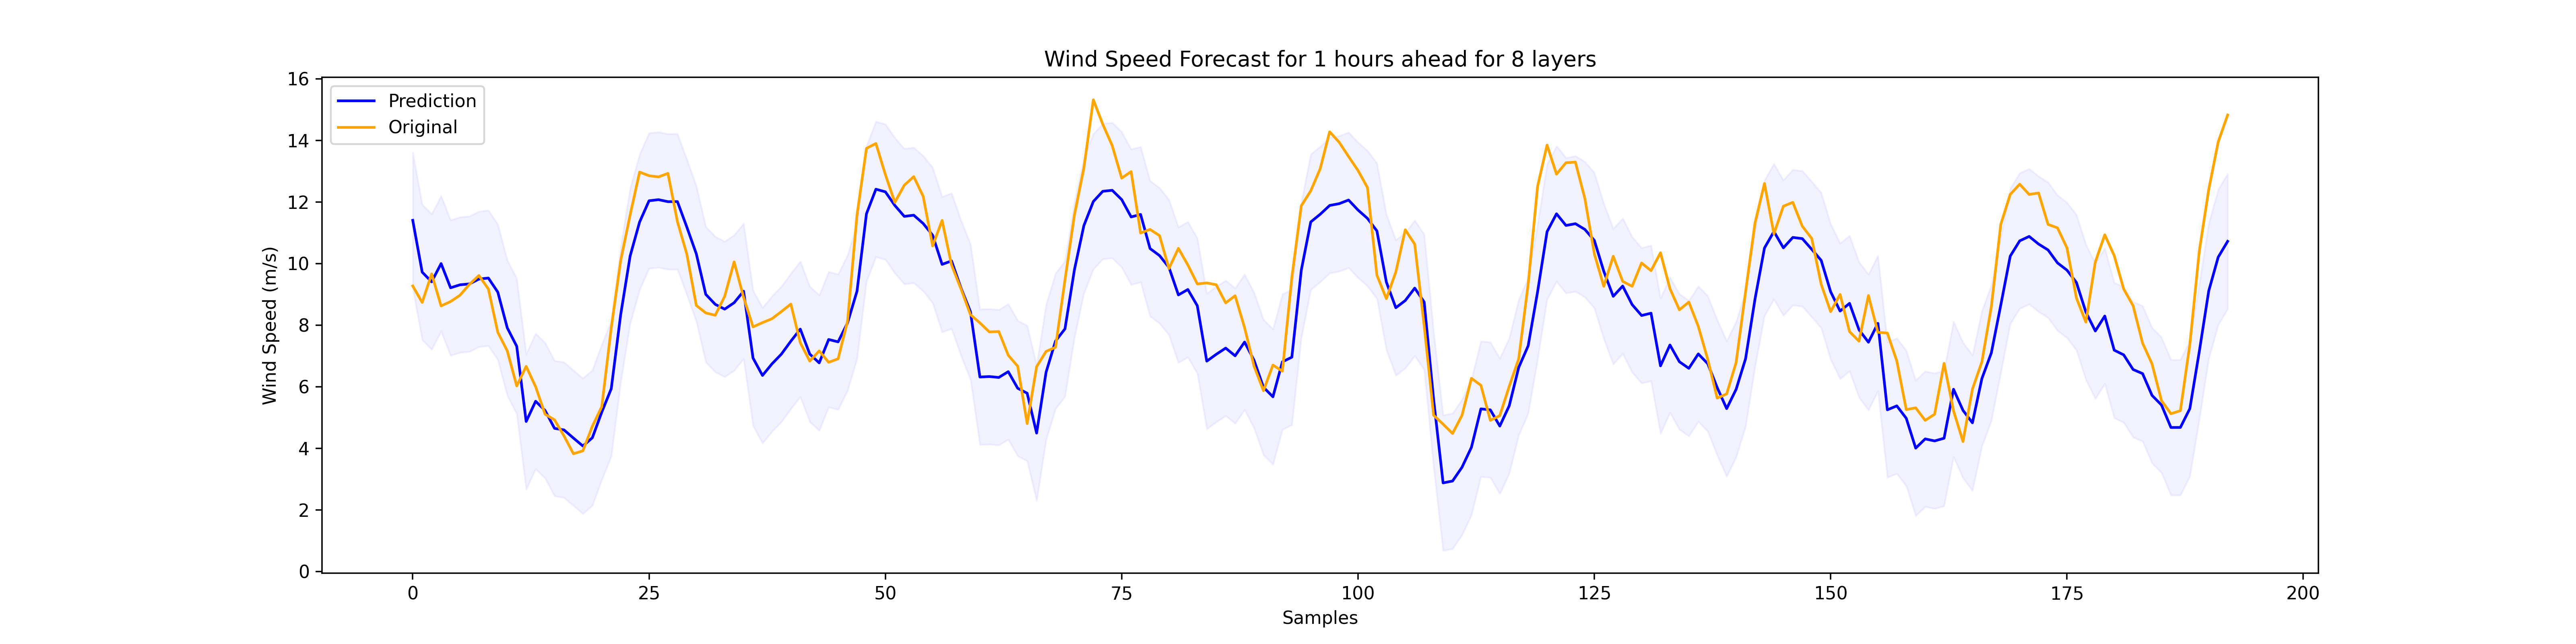 Wind Speed Forecast for 1 hours ahead for 8 layers
Prediction
Original
Wind Speed (m/s)
16
14
12
10
8
6
4
2
0
0 25 50 75 100 125 150 175 200
Samples